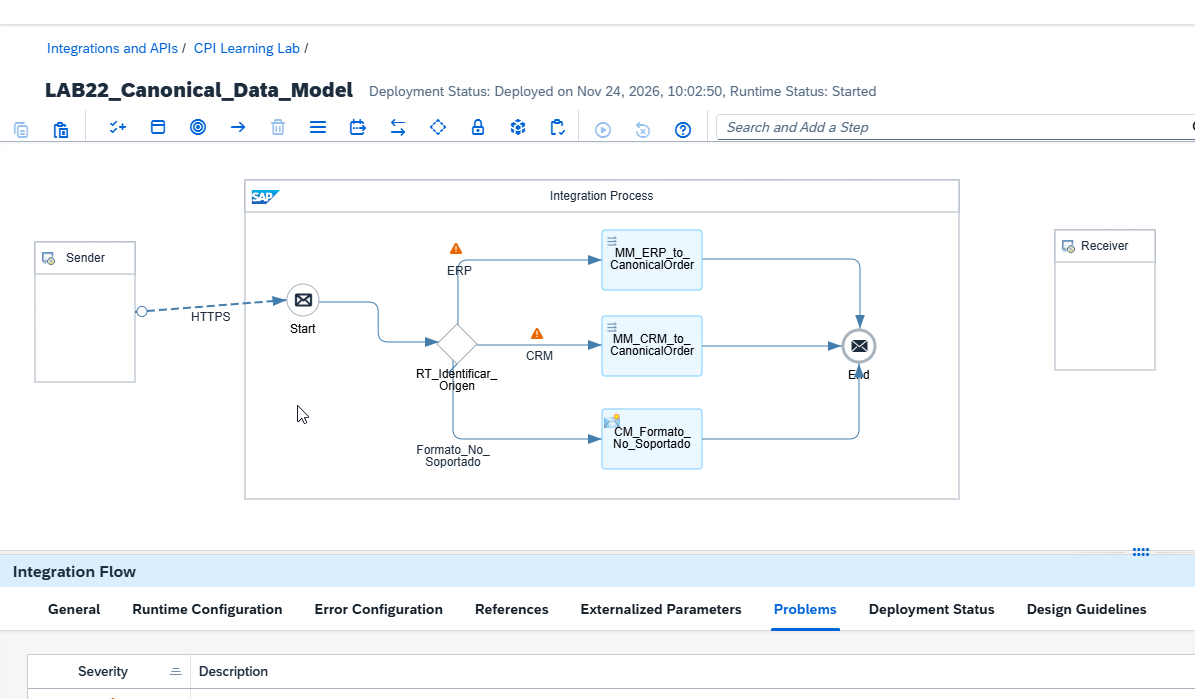 Integrations and APIs / CPI Learning Lab /
LAB22_Canonical_Data_Model Deployment Status: Deployed on Nov 24, 2026, 10:02:50, Runtime Status: Started
Search and Add a Step
SAP Integration Process
Sender
Receiver
HTTPS
Start
ERP
MM_ERP_to_
CanonicalOrder
CRM
MM_CRM_to_
CanonicalOrder
RT_Identificar_
Origen
End
Formato_No_
Soportado
CM_Formato_
No_Soportado
Integration Flow
General Runtime Configuration Error Configuration References Externalized Parameters Problems Deployment Status Design Guidelines
Severity Description